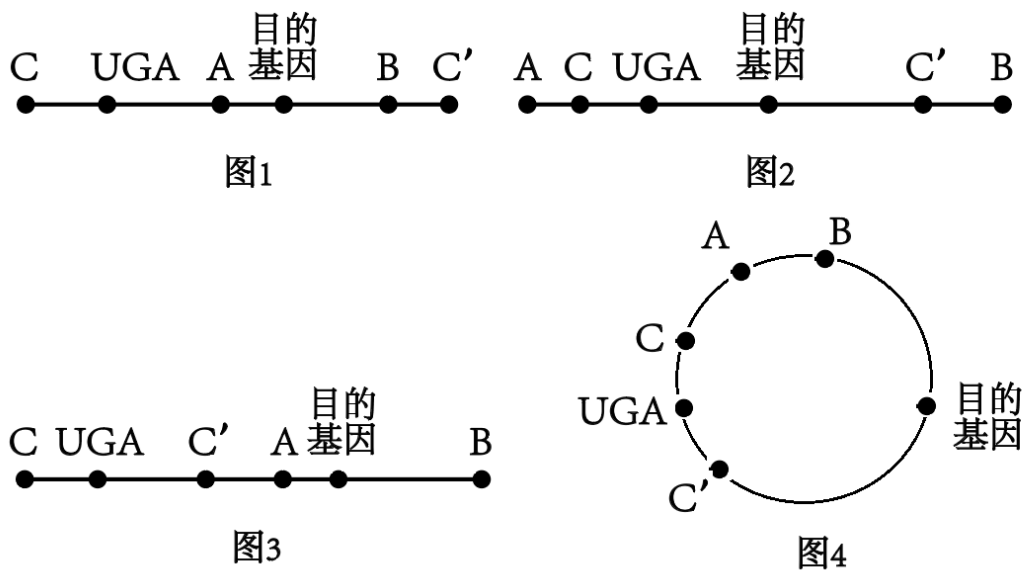 C UGA A 目的基因 B C′
图1
A C UGA 目的基因 C′ B
图2
C UGA C′ A 目的基因 B
图3
A B
C
UGA
目的
基因
C′
图4